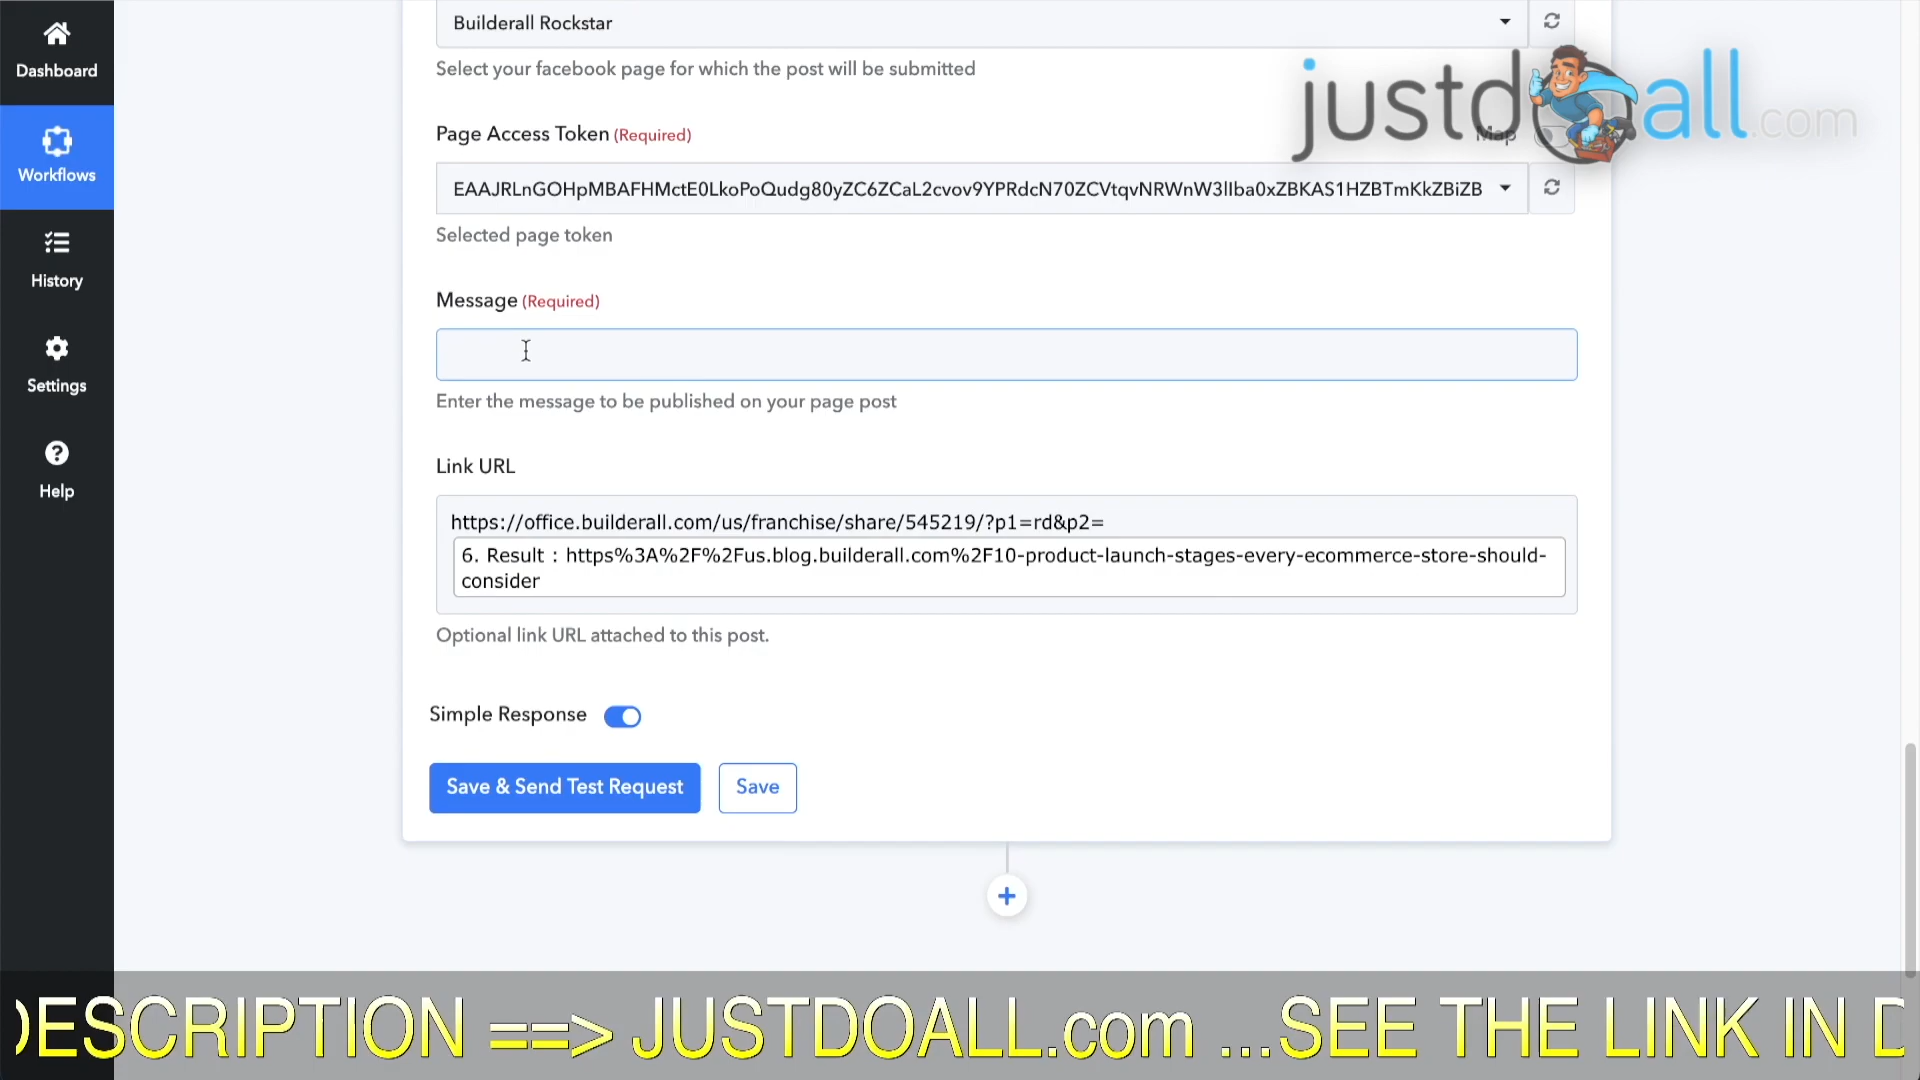 Dashboard
Workflows
History
Settings
Help
Builderall Rockstar
Select your facebook page for which the post will be submitted
justdoall.com
Page Access Token (Required)
Map
EAAJRLnGOHpMBAFHMctE0LkoPoQudg80yZC6ZCaL2cvov9YPRdcN70ZCVtqvNRWnW3lIba0xZBKAS1HZBTmKkZBiZB
Selected page token
Message (Required)
Enter the message to be published on your page post
Link URL
https://office.builderall.com/us/franchise/share/545219/?p1=rd&p2=
6. Result : https%3A%2F%2Fus.blog.builderall.com%2F10-product-launch-stages-every-ecommerce-store-should-
consider
Optional link URL attached to this post.
Simple Response
Save & Send Test Request
Save
DESCRIPTION ==> JUSTDOALL.com ...SEE THE LINK IN D